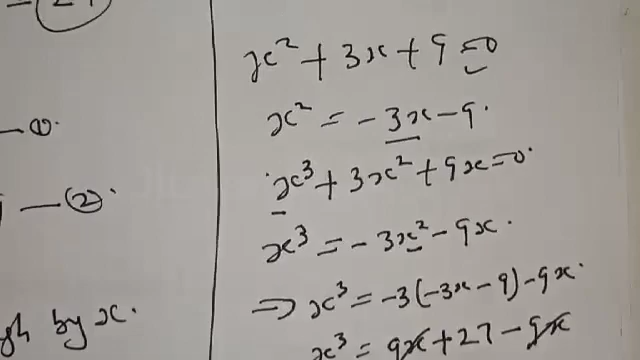 = 27
— ①.
— ②.
by x.
x² + 3x + 9 = 0
x² = -3x - 9.
x³ + 3x² + 9x = 0.
x³ = -3x² - 9x.
⇒ x³ = -3(-3x - 9) - 9x.
x³ = 9x + 27 - 9x